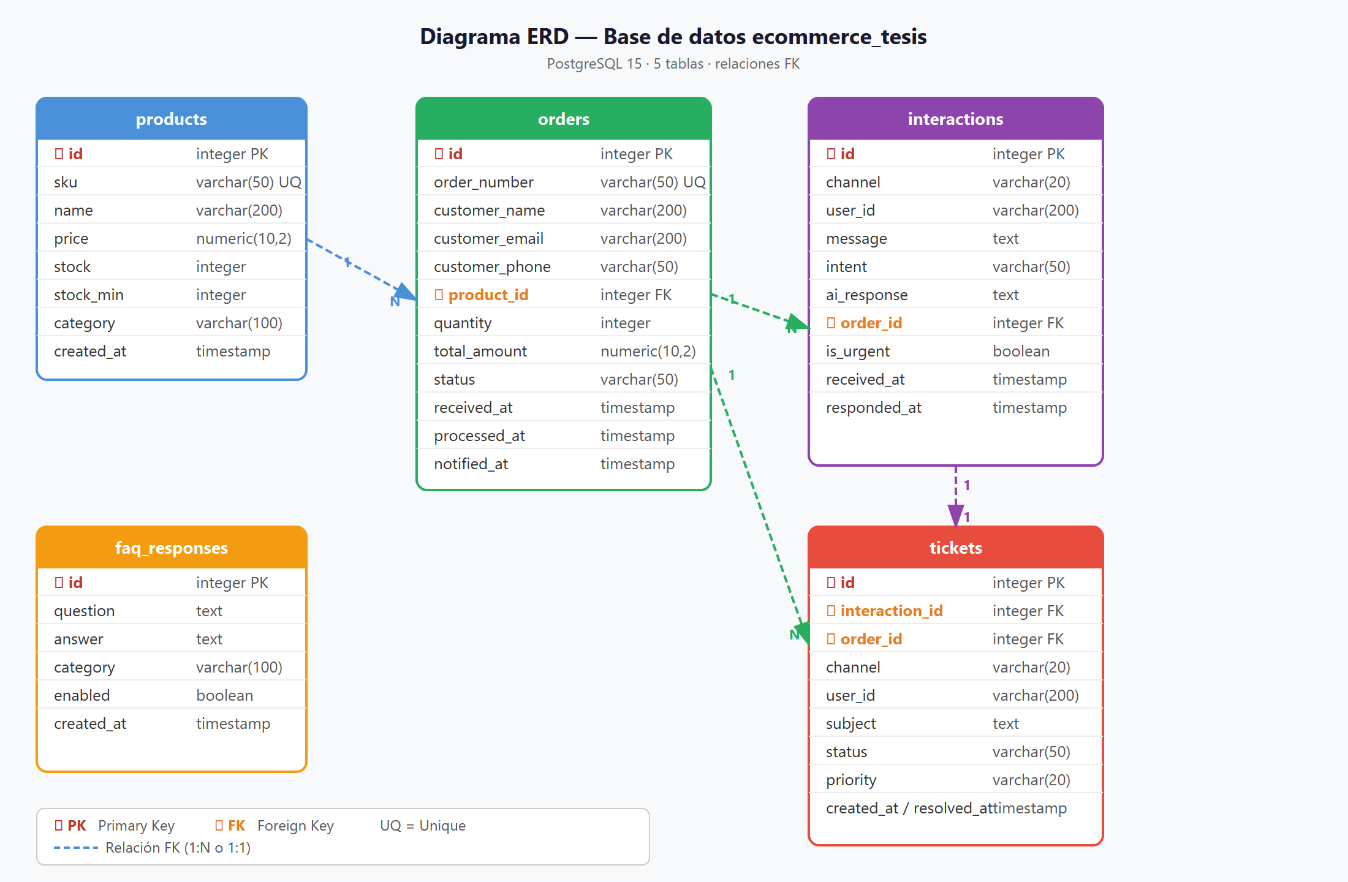 Diagrama ERD — Base de datos ecommerce_tesis
PostgreSQL 15 · 5 tablas · relaciones FK
products
id integer PK
sku varchar(50) UQ
name varchar(200)
price numeric(10,2)
stock integer
stock_min integer
category varchar(100)
created_at timestamp
orders
id integer PK
order_number varchar(50) UQ
customer_name varchar(200)
customer_email varchar(200)
customer_phone varchar(50)
product_id integer FK
quantity integer
total_amount numeric(10,2)
status varchar(50)
received_at timestamp
processed_at timestamp
notified_at timestamp
interactions
id integer PK
channel varchar(20)
user_id varchar(200)
message text
intent varchar(50)
ai_response text
order_id integer FK
is_urgent boolean
received_at timestamp
responded_at timestamp
1
N
1
N
1
N
1
1
faq_responses
id integer PK
question text
answer text
category varchar(100)
enabled boolean
created_at timestamp
tickets
id integer PK
interaction_id integer FK
order_id integer FK
channel varchar(20)
user_id varchar(200)
subject text
status varchar(50)
priority varchar(20)
created_at / resolved_at timestamp
PK Primary Key FK Foreign Key UQ = Unique
Relación FK (1:N o 1:1)